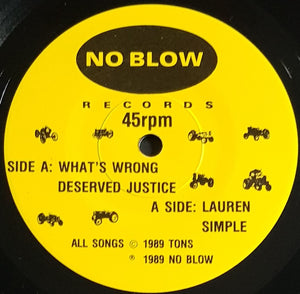 NO BLOW
RECORDS
45rpm
SIDE A: WHAT'S WRONG
DESERVED JUSTICE
A SIDE: LAUREN
SIMPLE
ALL SONGS © 1989 TONS
℗ 1989 NO BLOW